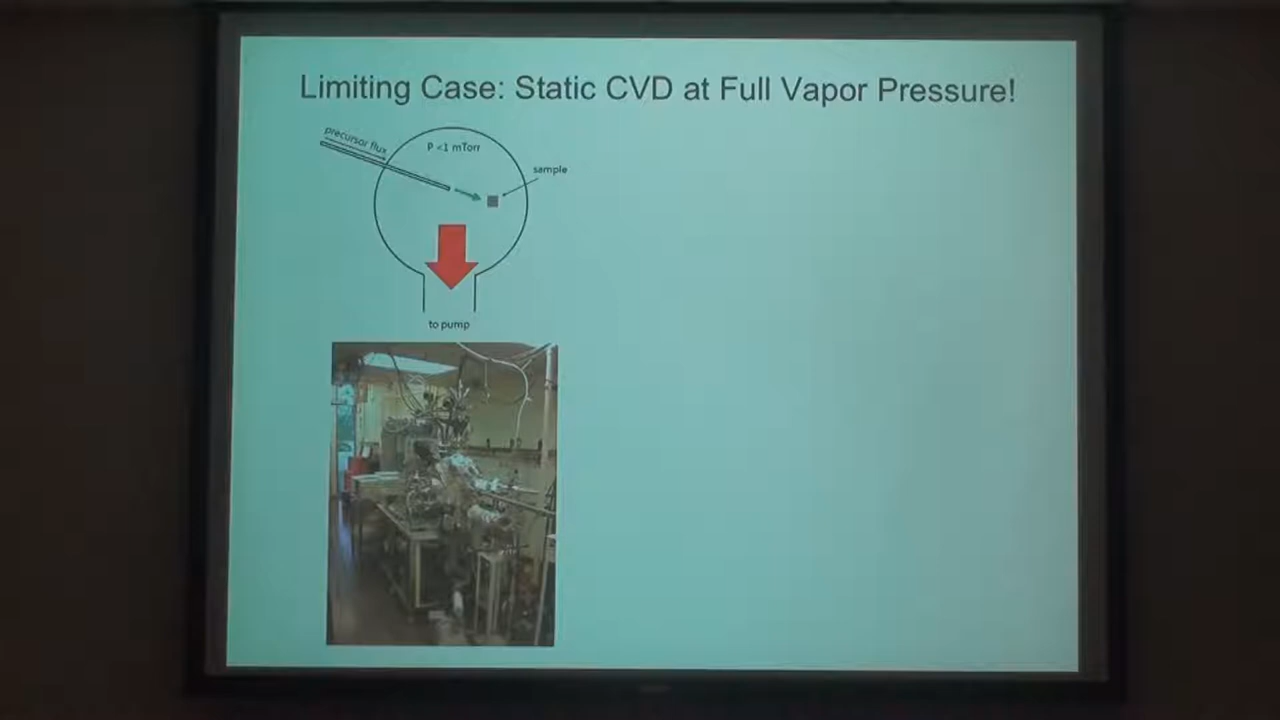 Limiting Case: Static CVD at Full Vapor Pressure!
precursor flux
P <1 mTorr
sample
to pump